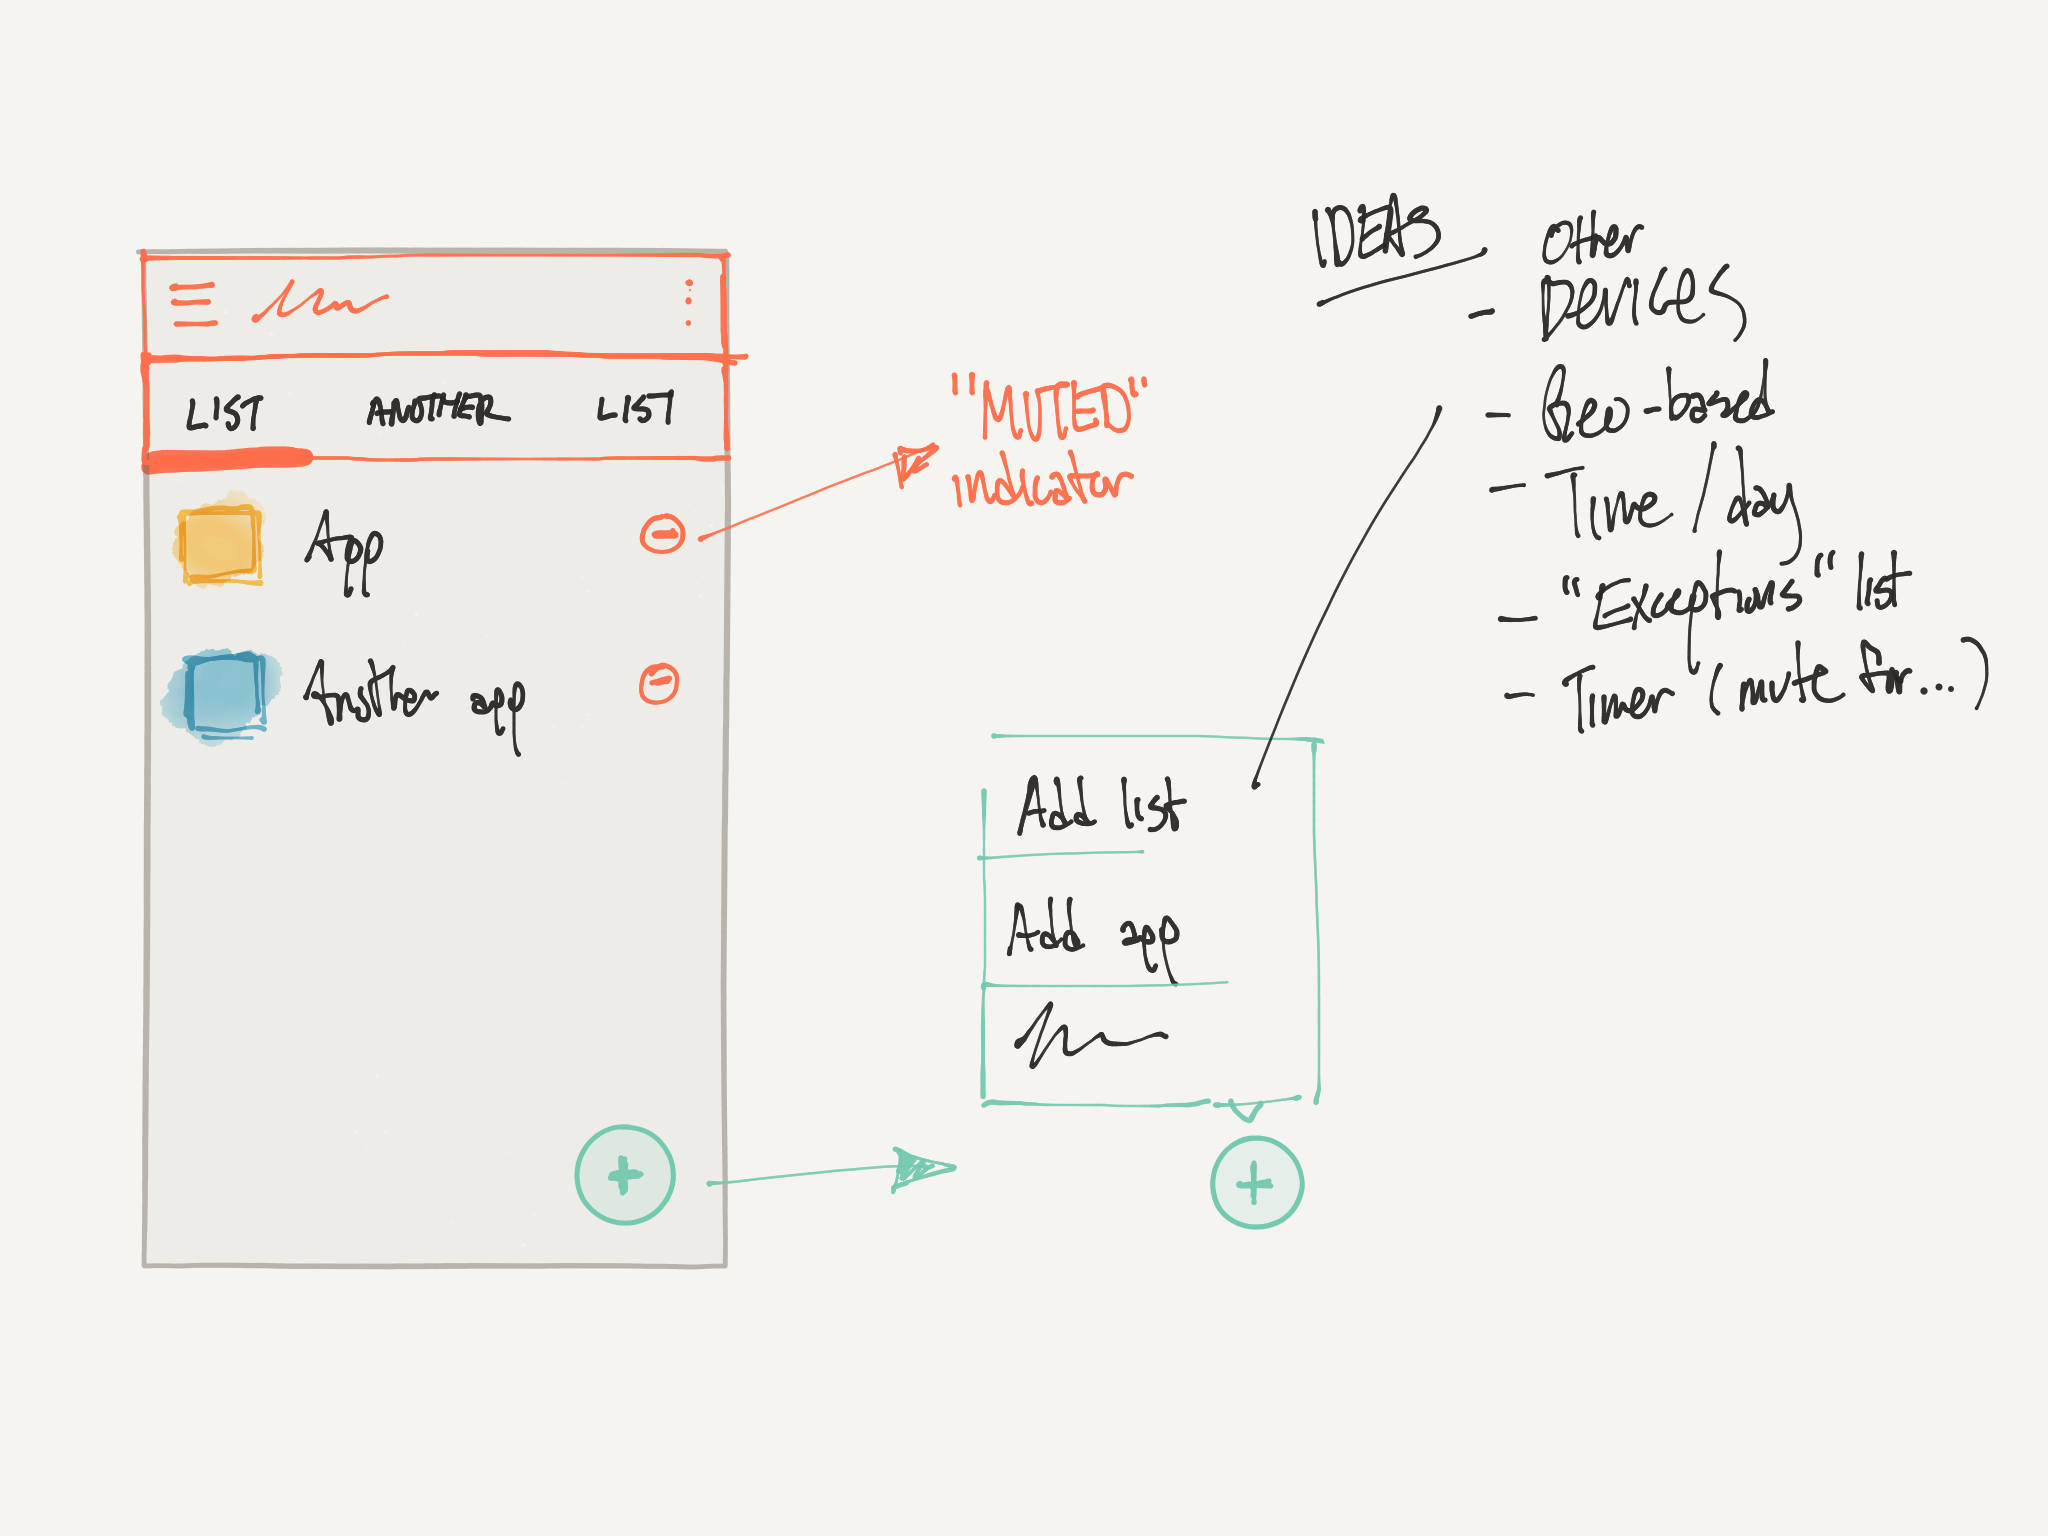 LIST ANOTHER LIST
App
Another app
"MUTED"
indicator
Add list
Add app
IDEAS
- Other
Devices
- Geo-based
- Time / day
- "Exceptions" list
- Timer (mute for...)